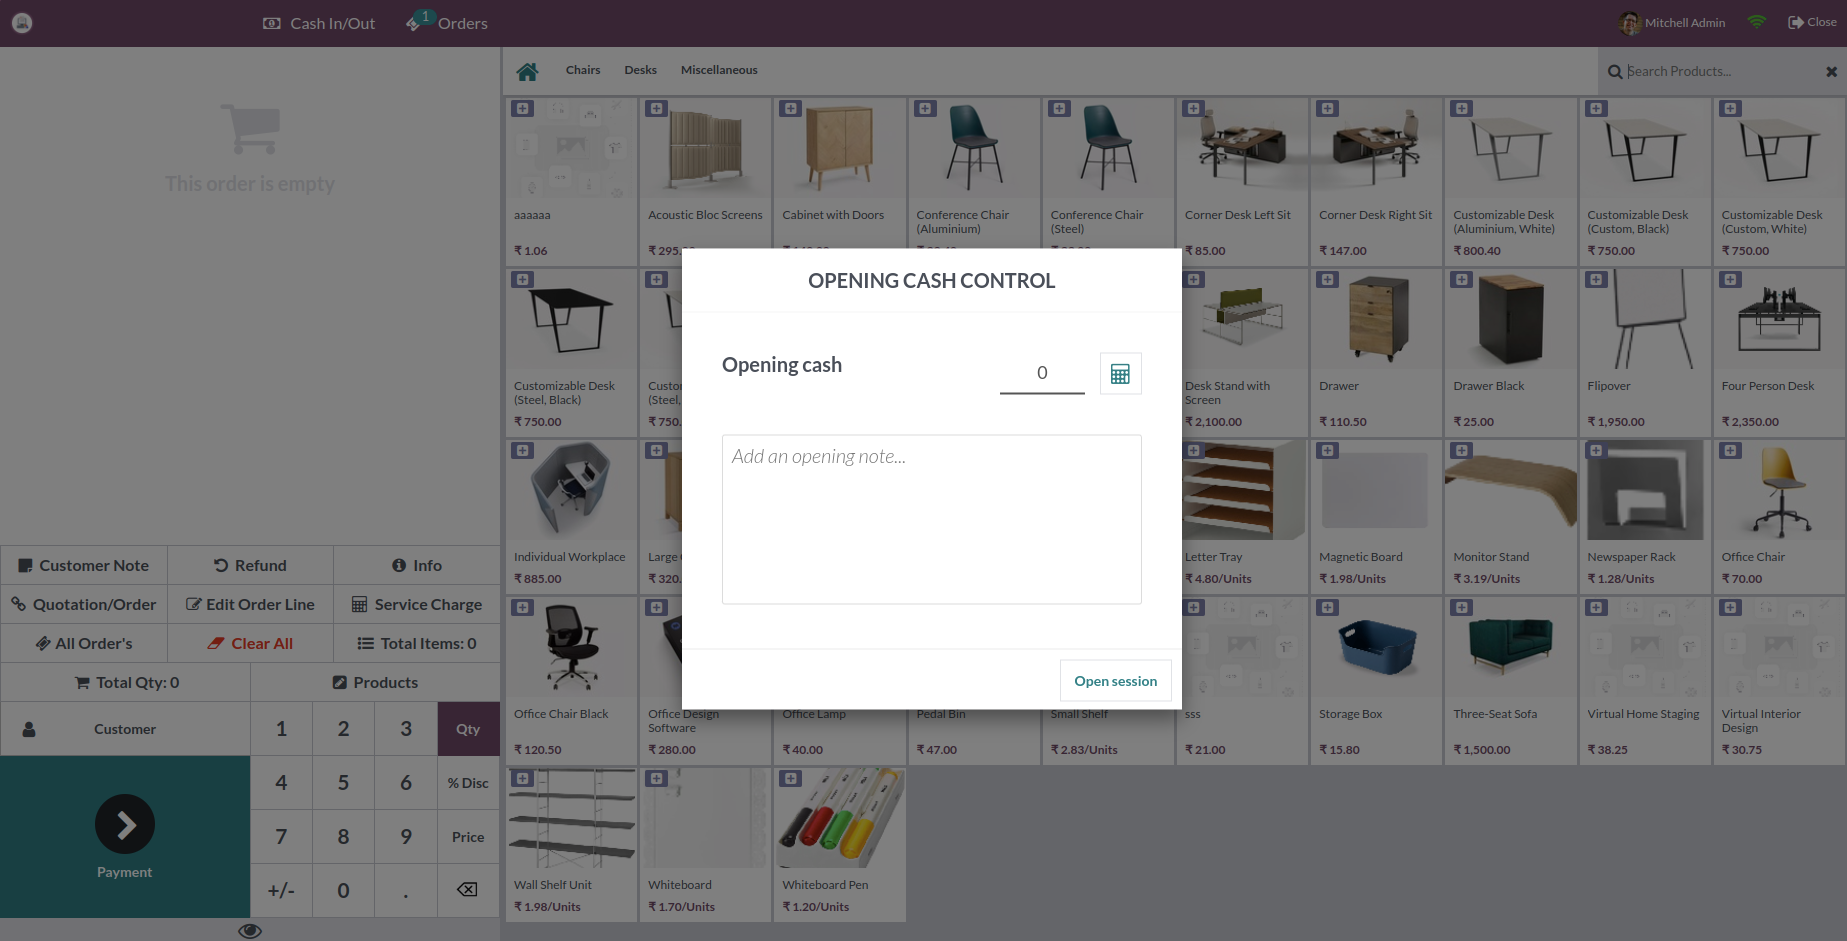 Cash In/Out
1
Orders
Mitchell Admin
Close
This order is empty
Chairs
Desks
Miscellaneous
Search Products...
aaaaaa
₹ 1.06
Acoustic Bloc Screens
₹ 295.
Cabinet with Doors
Conference Chair
(Aluminium)
Conference Chair
(Steel)
Corner Desk Left Sit
₹ 85.00
Corner Desk Right Sit
₹ 147.00
Customizable Desk
(Aluminium, White)
₹ 800.40
Customizable Desk
(Custom, Black)
₹ 750.00
Customizable Desk
(Custom, White)
₹ 750.00
OPENING CASH CONTROL
Opening cash
0
Add an opening note...
Open session
Customizable Desk
(Steel, Black)
₹ 750.00
Custo
(Steel,
₹ 750.
Desk Stand with
Screen
₹ 2,100.00
Drawer
₹ 110.50
Drawer Black
₹ 25.00
Flipover
₹ 1,950.00
Four Person Desk
₹ 2,350.00
Individual Workplace
₹ 885.00
Large
₹ 320.
Letter Tray
₹ 4.80/Units
Magnetic Board
₹ 1.98/Units
Monitor Stand
₹ 3.19/Units
Newspaper Rack
₹ 1.28/Units
Office Chair
₹ 70.00
Office Chair Black
₹ 120.50
Office Design
Software
₹ 280.00
Office Lamp
₹ 40.00
Pedal Bin
₹ 47.00
Small Shelf
₹ 2.83/Units
sss
₹ 21.00
Storage Box
₹ 15.80
Three-Seat Sofa
₹ 1,500.00
Virtual Home Staging
₹ 38.25
Virtual Interior
Design
₹ 30.75
Wall Shelf Unit
₹ 1.98/Units
Whiteboard
₹ 1.70/Units
Whiteboard Pen
₹ 1.20/Units
Customer Note
Refund
Info
Quotation/Order
Edit Order Line
Service Charge
All Order's
Clear All
Total Items: 0
Total Qty: 0
Products
Customer
1 2 3 Qty
4 5 6 % Disc
7 8 9 Price
+/- 0 .
Payment